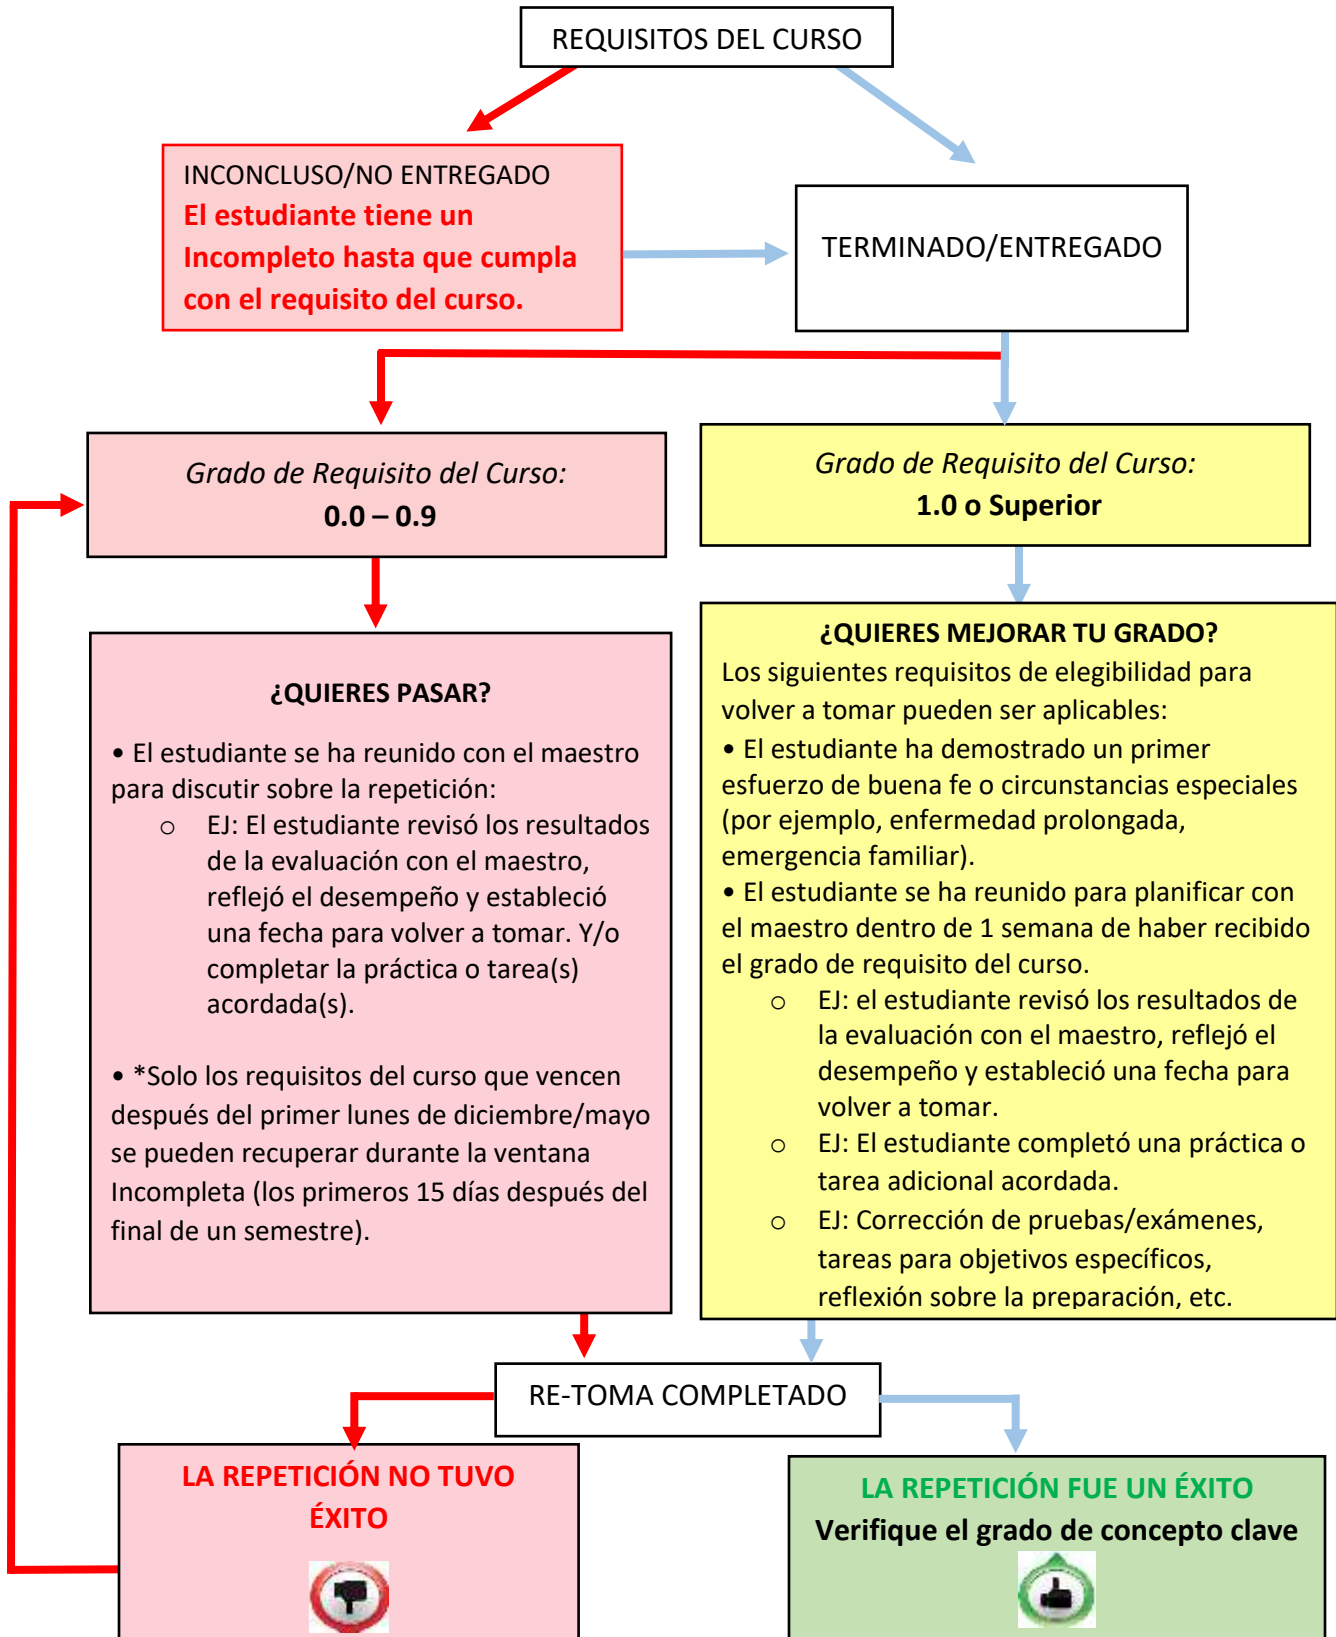 REQUISITOS DEL CURSO
INCONCLUSO/NO ENTREGADO
El estudiante tiene un
Incompleto hasta que cumpla
con el requisito del curso.
TERMINADO/ENTREGADO
Grado de Requisito del Curso:
0.0 – 0.9
Grado de Requisito del Curso:
1.0 o Superior
¿QUIERES PASAR?
• El estudiante se ha reunido con el maestro
para discutir sobre la repetición:
o EJ: El estudiante revisó los resultados
de la evaluación con el maestro,
reflejó el desempeño y estableció
una fecha para volver a tomar. Y/o
completar la práctica o tarea(s)
acordada(s).
• *Solo los requisitos del curso que vencen
después del primer lunes de diciembre/mayo
se pueden recuperar durante la ventana
Incompleta (los primeros 15 días después del
final de un semestre).
¿QUIERES MEJORAR TU GRADO?
Los siguientes requisitos de elegibilidad para
volver a tomar pueden ser aplicables:
• El estudiante ha demostrado un primer
esfuerzo de buena fe o circunstancias especiales
(por ejemplo, enfermedad prolongada,
emergencia familiar).
• El estudiante se ha reunido para planificar con
el maestro dentro de 1 semana de haber recibido
el grado de requisito del curso.
o EJ: el estudiante revisó los resultados de
la evaluación con el maestro, reflejó el
desempeño y estableció una fecha para
volver a tomar.
o EJ: El estudiante completó una práctica o
tarea adicional acordada.
o EJ: Corrección de pruebas/exámenes,
tareas para objetivos específicos,
reflexión sobre la preparación, etc.
RE-TOMA COMPLETADO
LA REPETICIÓN NO TUVO
ÉXITO
LA REPETICIÓN FUE UN ÉXITO
Verifique el grado de concepto clave